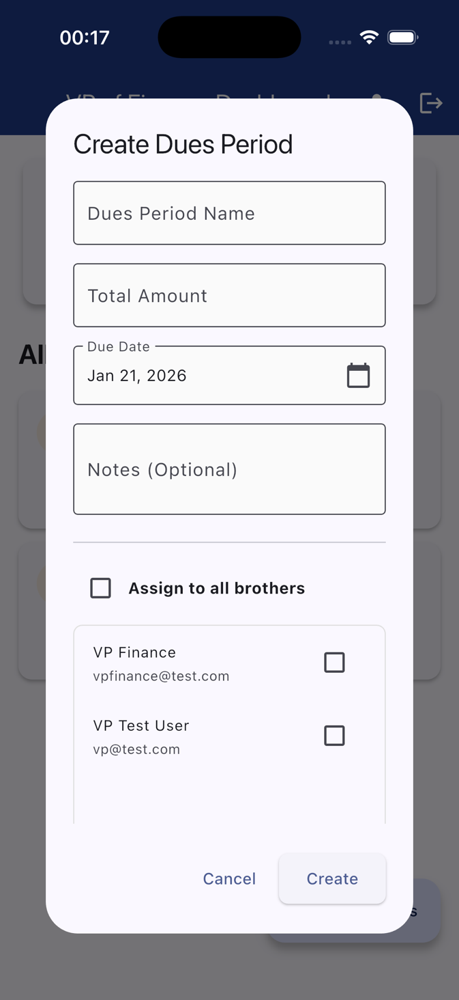 00:17
Create Dues Period
Dues Period Name
Total Amount
Due Date
Jan 21, 2026
Notes (Optional)
Assign to all brothers
VP Finance
vpfinance@test.com
VP Test User
vp@test.com
Cancel
Create